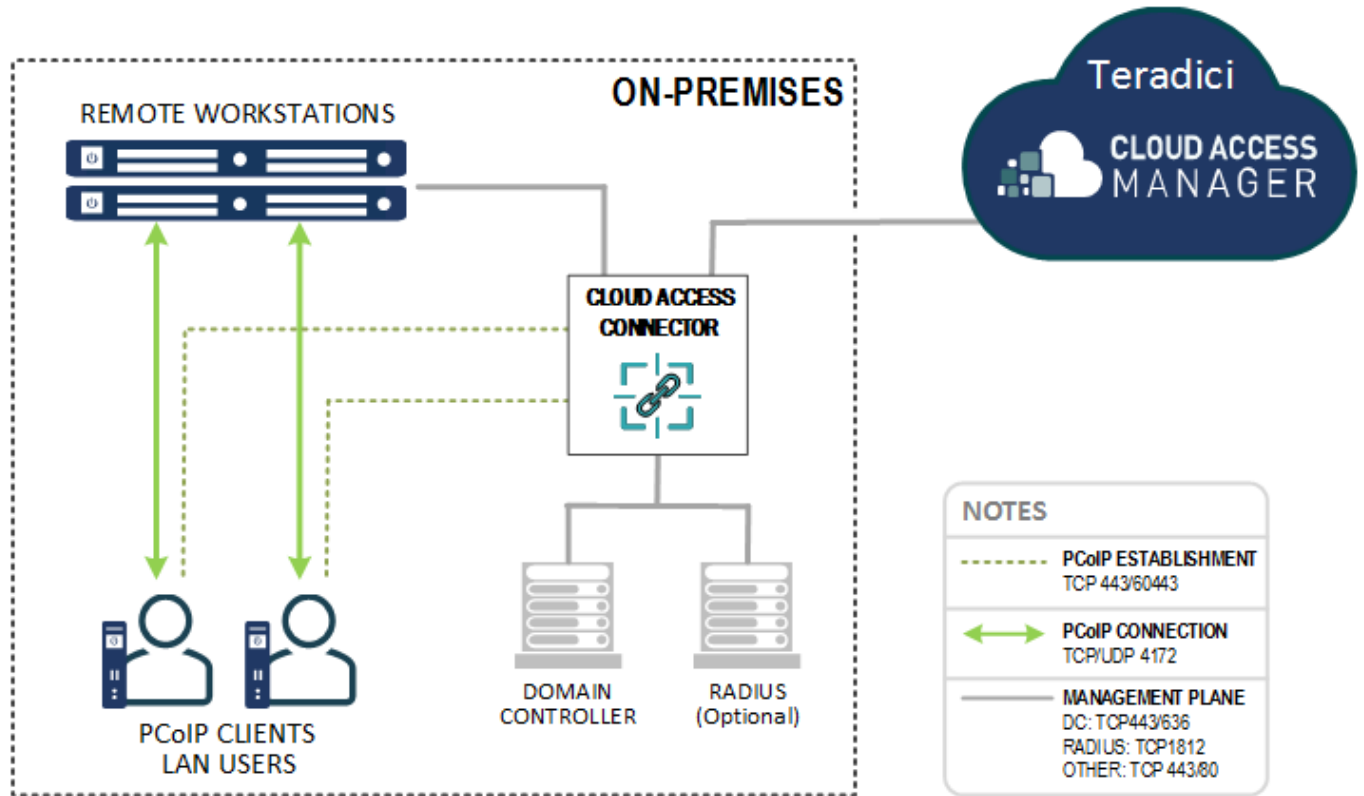 ON-PREMISES
REMOTE WORKSTATIONS
Teradici
CLOUD ACCESS
MANAGER
CLOUD ACCESS
CONNECTOR
DOMAIN
CONTROLLER
RADIUS
(Optional)
PCoIP CLIENTS
LAN USERS
NOTES
PCoIP ESTABLISHMENT
TCP 443/60443
PCoIP CONNECTION
TCP/UDP 4172
MANAGEMENT PLANE
DC: TCP443/636
RADIUS: TCP1812
OTHER: TCP 443/80